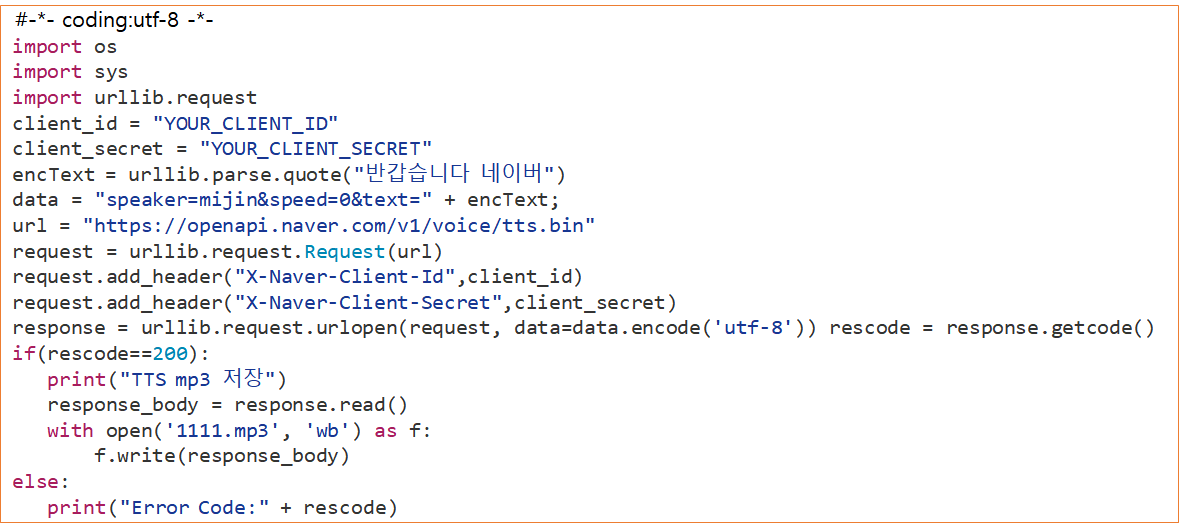 #-*- coding:utf-8 -*-
import os
import sys
import urllib.request
client_id = "YOUR_CLIENT_ID"
client_secret = "YOUR_CLIENT_SECRET"
encText = urllib.parse.quote("반갑습니다 네이버")
data = "speaker=mijin&speed=0&text=" + encText;
url = "https://openapi.naver.com/v1/voice/tts.bin"
request = urllib.request.Request(url)
request.add_header("X-Naver-Client-Id",client_id)
request.add_header("X-Naver-Client-Secret",client_secret)
response = urllib.request.urlopen(request, data=data.encode('utf-8')) rescode = response.getcode()
if(rescode==200):
   print("TTS mp3 저장")
   response_body = response.read()
   with open('1111.mp3', 'wb') as f:
       f.write(response_body)
else:
   print("Error Code:" + rescode)